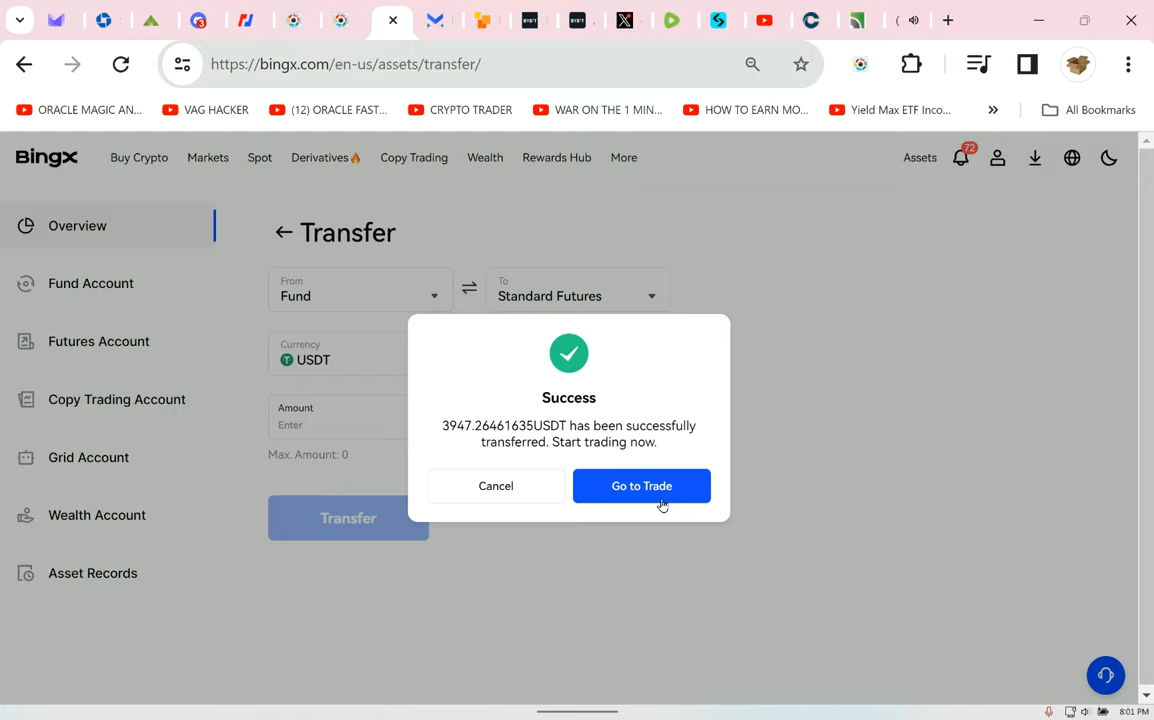 3
https://bingx.com/en-us/assets/transfer/
ORACLE MAGIC AN...
VAG HACKER
(12) ORACLE FAST...
CRYPTO TRADER
WAR ON THE 1 MIN...
HOW TO EARN MO...
Yield Max ETF Inco...
»
All Bookmarks
BingX
Buy Crypto
Markets
Spot
Derivatives
Copy Trading
Wealth
Rewards Hub
More
Assets
72
Overview
Fund Account
Futures Account
Copy Trading Account
Grid Account
Wealth Account
Asset Records
Transfer
From
Fund
To
Standard Futures
Currency
USDT
Amount
Enter
Max. Amount: 0
Transfer
Success
3947.26461635USDT has been successfully
transferred. Start trading now.
Cancel
Go to Trade
8:01 PM